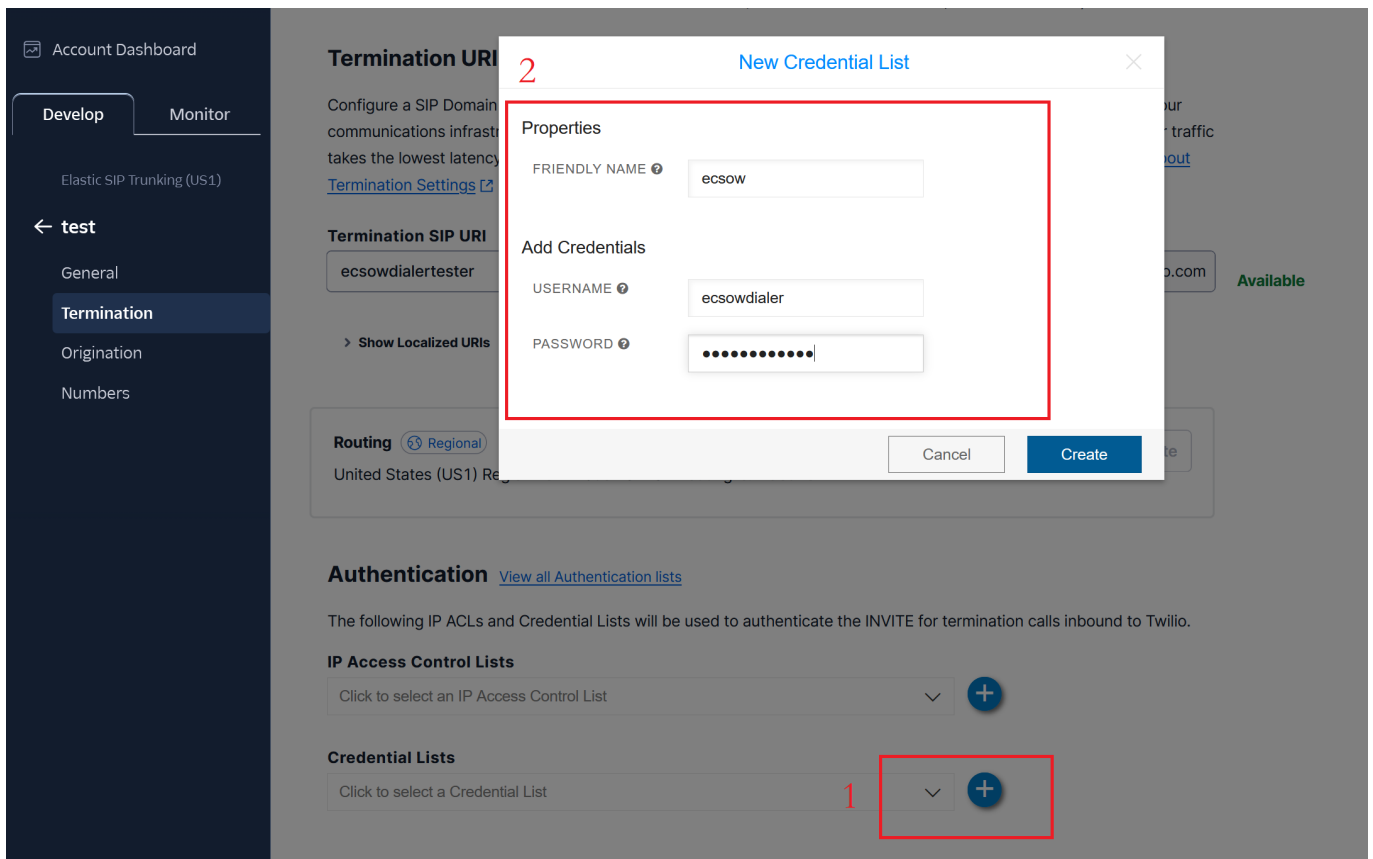 Account Dashboard
Develop
Monitor
Elastic SIP Trunking (US1)
test
General
Termination
Origination
Numbers
Termination URI
Configure a SIP Domain
communications infrastr
traffic
takes the lowest latency
Termination Settings
Termination SIP URI
ecsowdialertester
.com
Available
Show Localized URIs
Routing
Regional
United States (US1) Re
2
New Credential List
Properties
FRIENDLY NAME
ecsow
Add Credentials
USERNAME
ecsowdialer
PASSWORD
●●●●●●●●●●●●
Cancel
Create
Authentication View all Authentication lists
The following IP ACLs and Credential Lists will be used to authenticate the INVITE for termination calls inbound to Twilio.
IP Access Control Lists
Click to select an IP Access Control List
Credential Lists
Click to select a Credential List
1